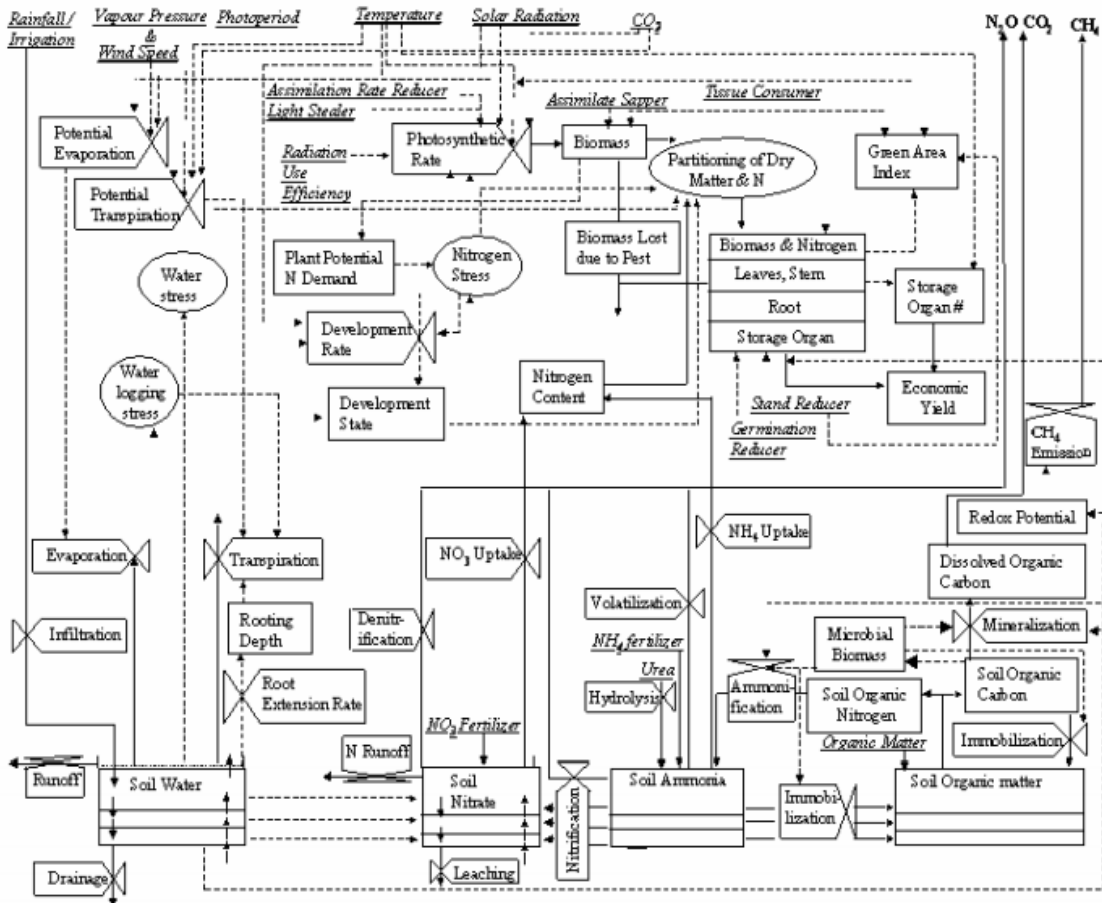 Rainfall/
Irrigation
Vapour Pressure
&
Wind Speed
Photoperiod
Temperature
Solar Radiation
CO2
N2O CO2
CH4
Assimilation Rate Reducer
Light Stealer
Assimilate Sapper
Tissue Consumer
Potential
Evaporation
Potential
Transpiration
Radiation
Use
Efficiency
Photosynthetic
Rate
Biomass
Partitioning of Dry
Matter & N
Green Area
Index
Water
stress
Plant Potential
N Demand
Nitrogen
Stress
Biomass Lost
due to Pest
Biomass & Nitrogen
Leaves, Stem
Root
Storage Organ
Storage
Organ #
Development
Rate
Water
logging
stress
Development
State
Nitrogen
Content
Stand Reducer
Germination
Reducer
Economic
Yield
CH4
Emission
Redox Potential
Evaporation
Transpiration
NO3 Uptake
NH4 Uptake
Dissolved Organic
Carbon
Infiltration
Rooting
Depth
Denitr-
ification
Volatilization
Microbial
Biomass
Mineralization
Root
Extension Rate
NH4 fertilizer
Urea
Hydrolysis
Ammoni-
fication
Soil Organic
Nitrogen
Soil Organic
Carbon
NO3 Fertilizer
Organic Matter
Immobilization
Runoff
Soil Water
N Runoff
Soil
Nitrate
Nitrification
Soil Ammonia
Immobi-
lization
Soil Organic matter
Drainage
Leaching